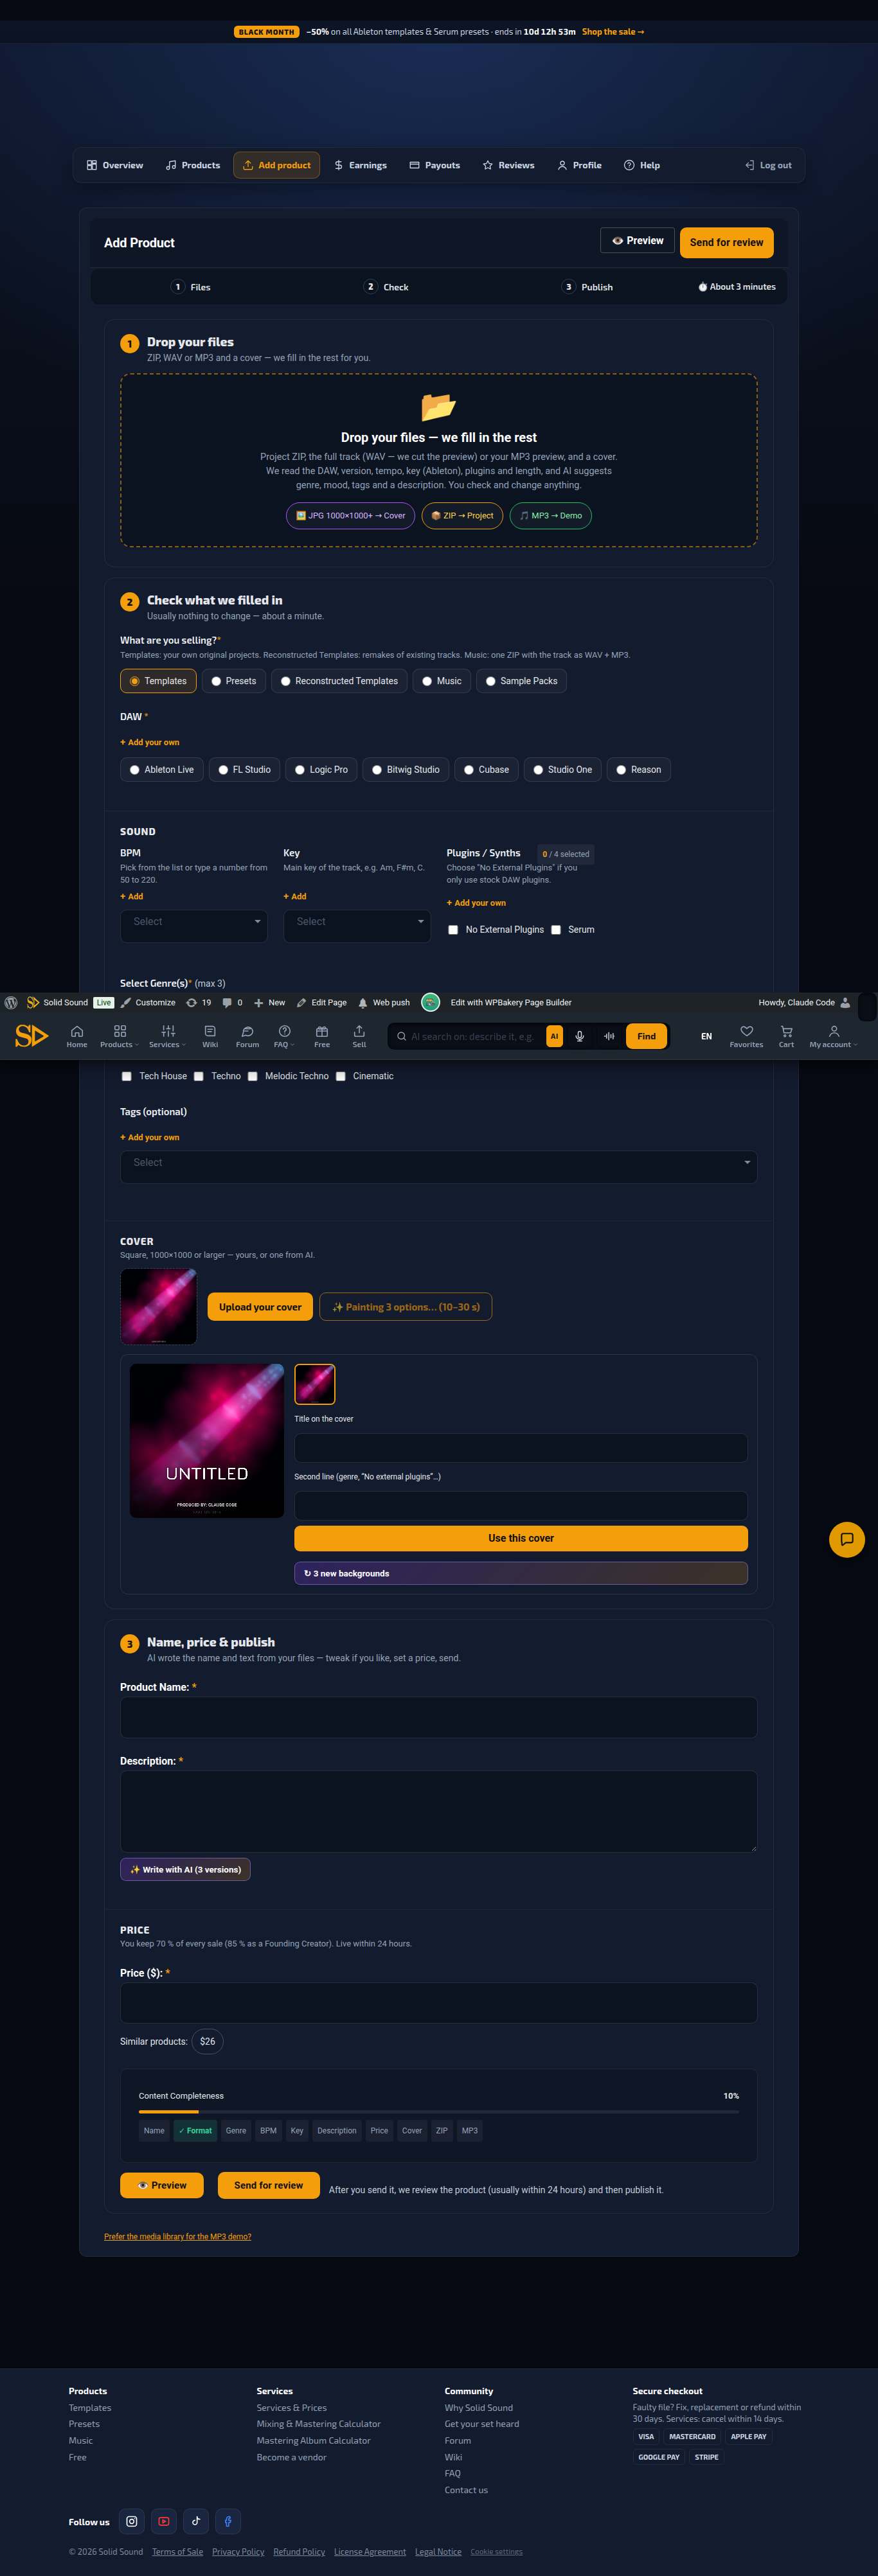 BLACK MONTH −50% on all Ableton templates & Serum presets · ends in 10d 12h 53m Shop the sale →
Overview Products Add product Earnings Payouts Reviews Profile Help Log out
Add Product
Preview
Send for review
1 Files 2 Check 3 Publish About 3 minutes
1 Drop your files
ZIP, WAV or MP3 and a cover — we fill in the rest for you.
Drop your files — we fill in the rest
Project ZIP, the full track (WAV — we cut the preview) or your MP3 preview, and a cover.
We read the DAW, version, tempo, key (Ableton), plugins and length, and AI suggests
genre, mood, tags and a description. You check and change anything.
JPG 1000×1000+ → Cover ZIP → Project MP3 → Demo
2 Check what we filled in
Usually nothing to change — about a minute.
What are you selling?*
Templates: your own original projects. Reconstructed Templates: remakes of existing tracks. Music: one ZIP with the track as WAV + MP3.
Templates Presets Reconstructed Templates Music Sample Packs
DAW *
+ Add your own
Ableton Live FL Studio Logic Pro Bitwig Studio Cubase Studio One Reason
SOUND
BPM
Pick from the list or type a number from
50 to 220.
+ Add
Select
Key
Main key of the track, e.g. Am, F#m, C.
+ Add
Select
Plugins / Synths 0 / 4 selected
Choose "No External Plugins" if you
only use stock DAW plugins.
+ Add your own
No External Plugins Serum
Select Genre(s)* (max 3)
Solid Sound Live Customize 19 0 New Edit Page Web push Edit with WPBakery Page Builder Howdy, Claude Code
Home Products Services Wiki Forum FAQ Free Sell AI search on: describe it, e.g. AI Find EN Favorites Cart My account
Tech House Techno Melodic Techno Cinematic
Tags (optional)
+ Add your own
Select
COVER
Square, 1000×1000 or larger — yours, or one from AI.
Upload your cover Painting 3 options… (10–30 s)
UNTITLED
PRODUCED BY: CLAUDE CODE
Title on the cover
Second line (genre, "No external plugins"…)
Use this cover
↻ 3 new backgrounds
3 Name, price & publish
AI wrote the name and text from your files — tweak if you like, set a price, send.
Product Name: *
Description: *
Write with AI (3 versions)
PRICE
You keep 70 % of every sale (85 % as a Founding Creator). Live within 24 hours.
Price ($): *
Similar products: $26
Content Completeness 10%
Name ✓ Format Genre BPM Key Description Price Cover ZIP MP3
Preview Send for review After you send it, we review the product (usually within 24 hours) and then publish it.
Prefer the media library for the MP3 demo?
Products
Templates
Presets
Music
Free
Services
Services & Prices
Mixing & Mastering Calculator
Mastering Album Calculator
Become a vendor
Community
Why Solid Sound
Get your set heard
Forum
Wiki
FAQ
Contact us
Secure checkout
Faulty file? Fix, replacement or refund within
30 days. Services: cancel within 14 days.
VISA MASTERCARD APPLE PAY
GOOGLE PAY STRIPE
Follow us
© 2026 Solid Sound Terms of Sale Privacy Policy Refund Policy License Agreement Legal Notice Cookie settings